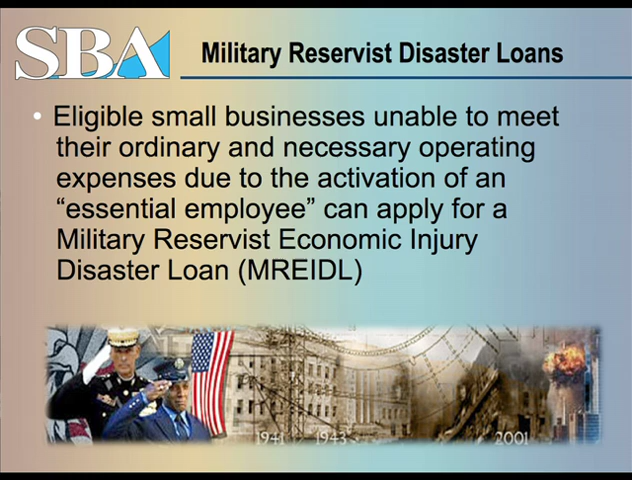 SBA
Military Reservist Disaster Loans
• Eligible small businesses unable to meet
their ordinary and necessary operating
expenses due to the activation of an
“essential employee” can apply for a
Military Reservist Economic Injury
Disaster Loan (MREIDL)
1941 1943 2001